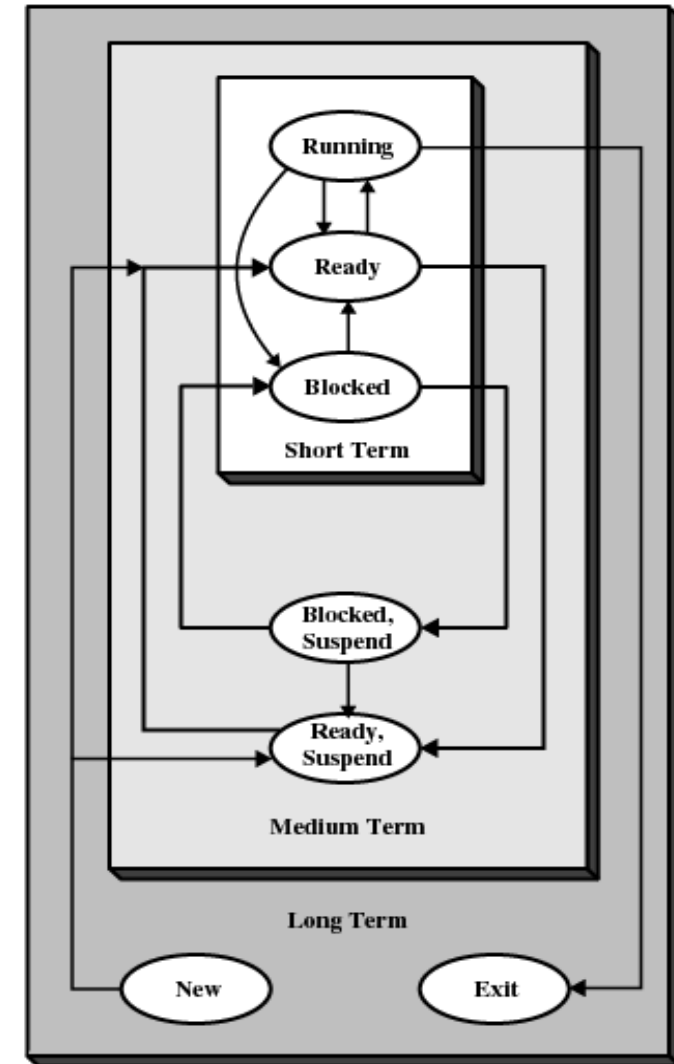 Running
Ready
Blocked
Short Term
Blocked,
Suspend
Ready,
Suspend
Medium Term
Long Term
New
Exit